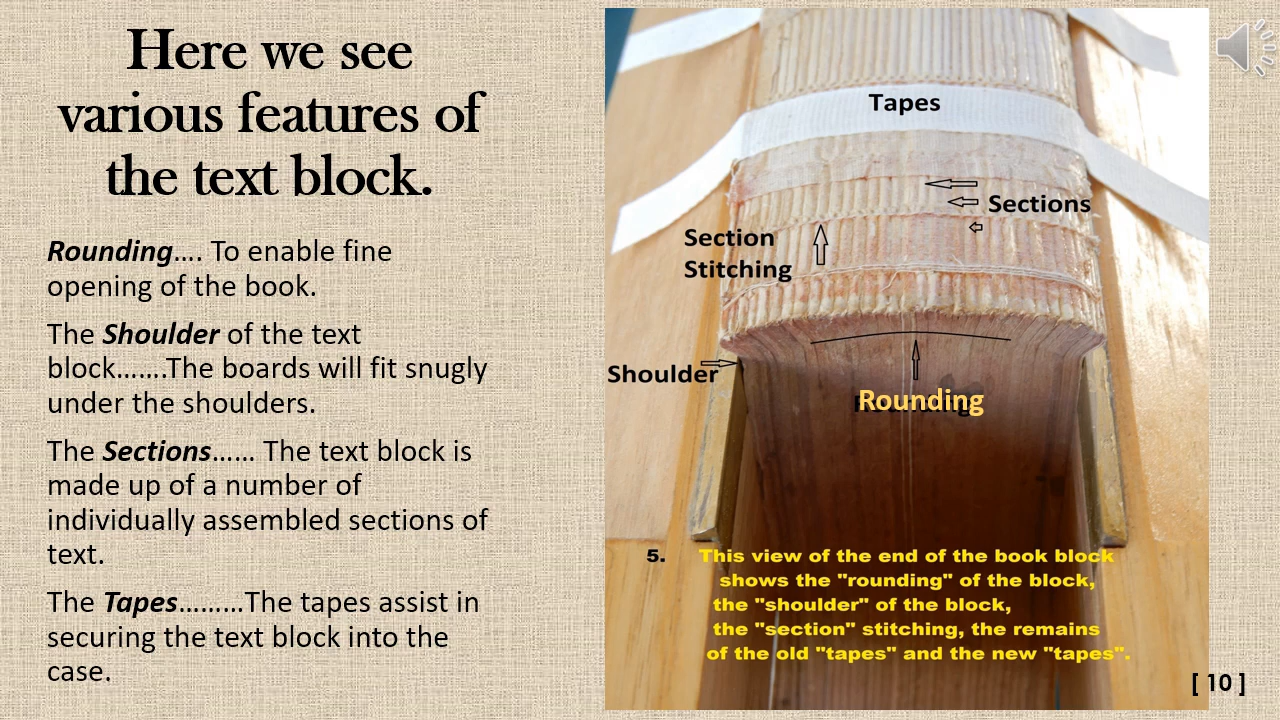 Here we see
various features of
the text block.
Rounding…. To enable fine
opening of the book.
The Shoulder of the text
block…….The boards will fit snugly
under the shoulders.
The Sections…… The text block is
made up of a number of
individually assembled sections of
text.
The Tapes………The tapes assist in
securing the text block into the
case.
Tapes
Sections
Section
Stitching
Shoulder
Rounding
5. This view of the end of the book block
shows the "rounding" of the block,
the "shoulder" of the block,
the "section" stitching, the remains
of the old "tapes" and the new "tapes".
[ 10 ]